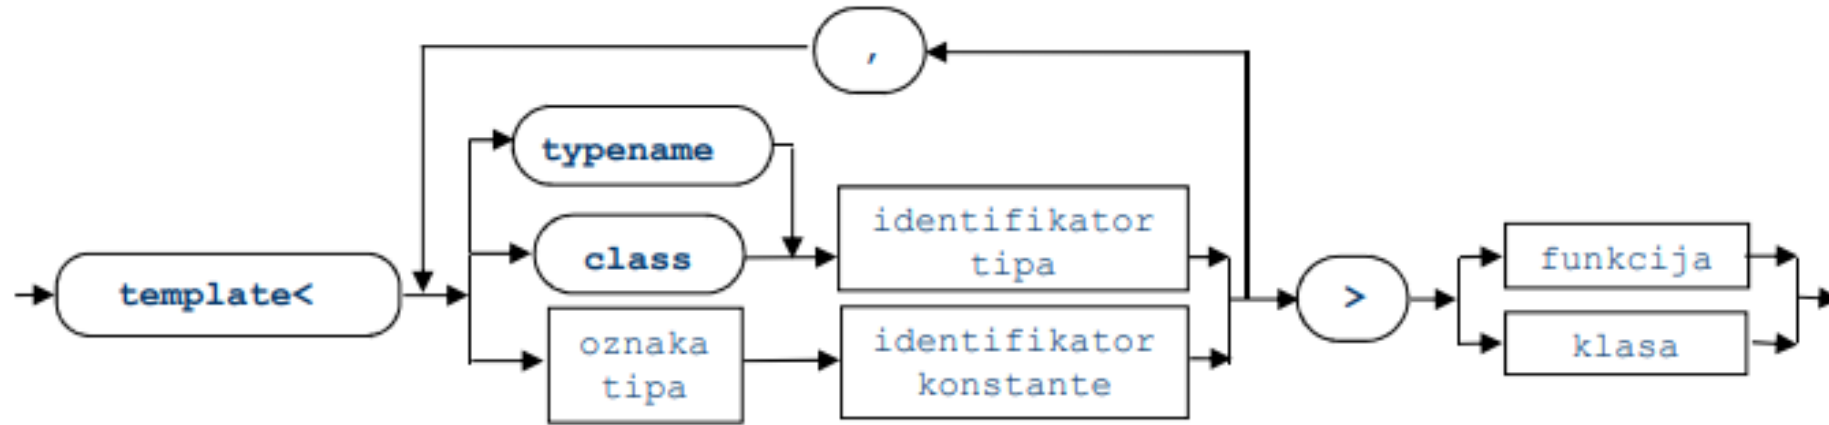 ,
typename
class
identifikator
tipa
template<
oznaka
tipa
identifikator
konstante
>
funkcija
klasa